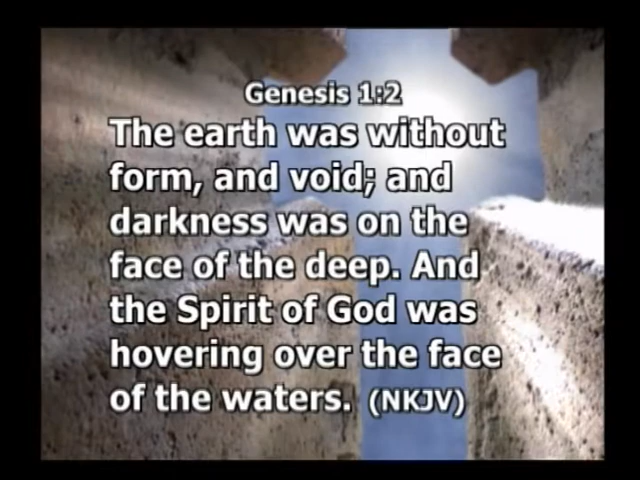 Genesis 1:2
The earth was without
form, and void; and
darkness was on the
face of the deep. And
the Spirit of God was
hovering over the face
of the waters. (NKJV)